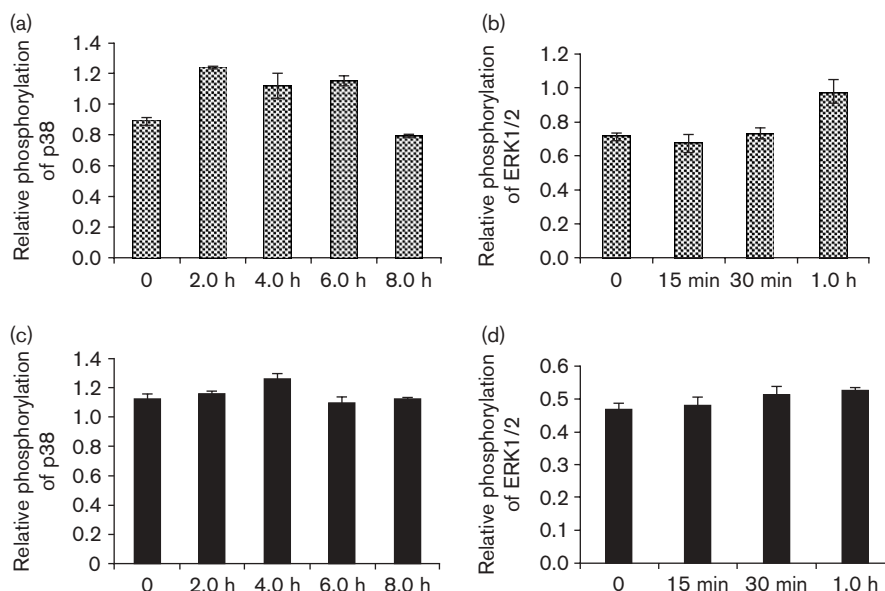 (a)
Relative phosphorylation
of p38
1.4
1.2
1.0
0.8
0.6
0.4
0.2
0.0
0 2.0 h 4.0 h 6.0 h 8.0 h
(b)
Relative phosphorylation
of ERK1/2
1.2
1.0
0.8
0.6
0.4
0.2
0.0
0 15 min 30 min 1.0 h
(c)
Relative phosphorylation
of p38
1.4
1.2
1.0
0.8
0.6
0.4
0.2
0
0 2.0 h 4.0 h 6.0 h 8.0 h
(d)
Relative phosphorylation
of ERK1/2
0.6
0.5
0.4
0.3
0.2
0.1
0.0
0 15 min 30 min 1.0 h